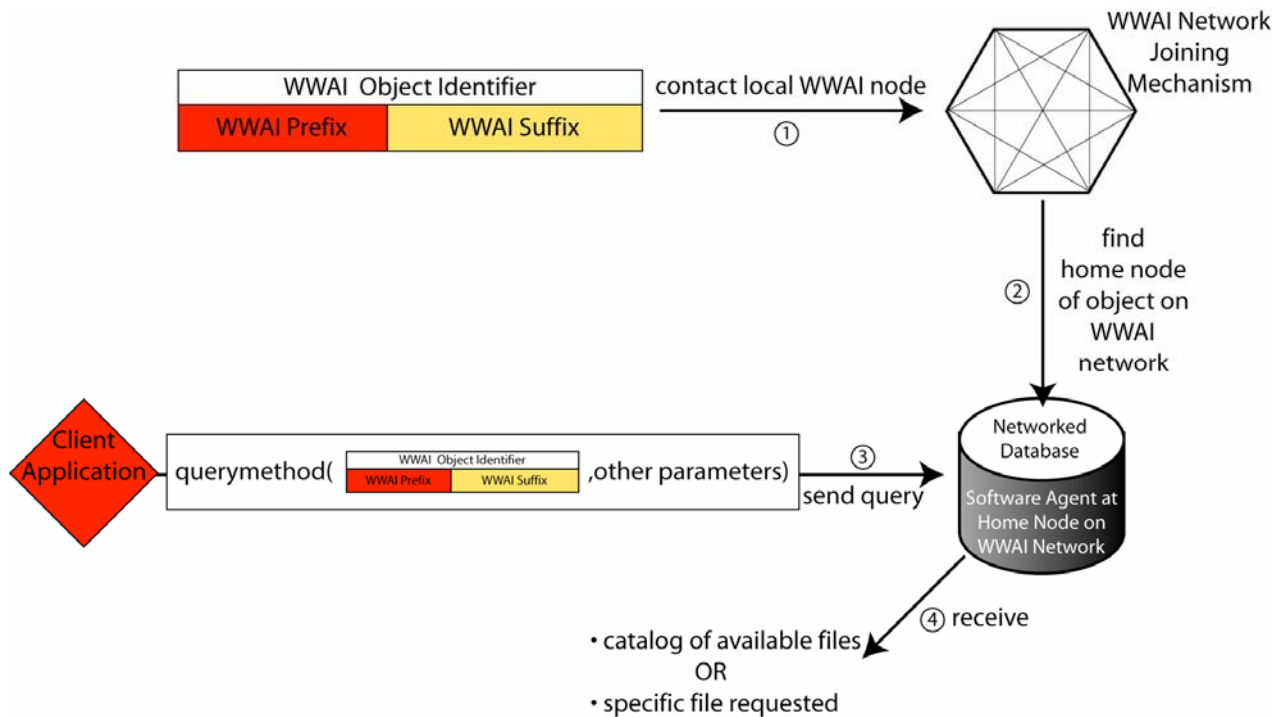 WWAI Object Identifier
WWAI Prefix
WWAI Suffix
contact local WWAI node
①
WWAI Network
Joining
Mechanism
②
find
home node
of object on
WWAI
network
Client
Application
querymethod(
WWAI Object Identifier
WWAI Prefix
WWAI Suffix
,other parameters)
③
send query
Networked
Database
Software Agent at
Home Node on
WWAI Network
④ receive
• catalog of available files
OR
• specific file requested